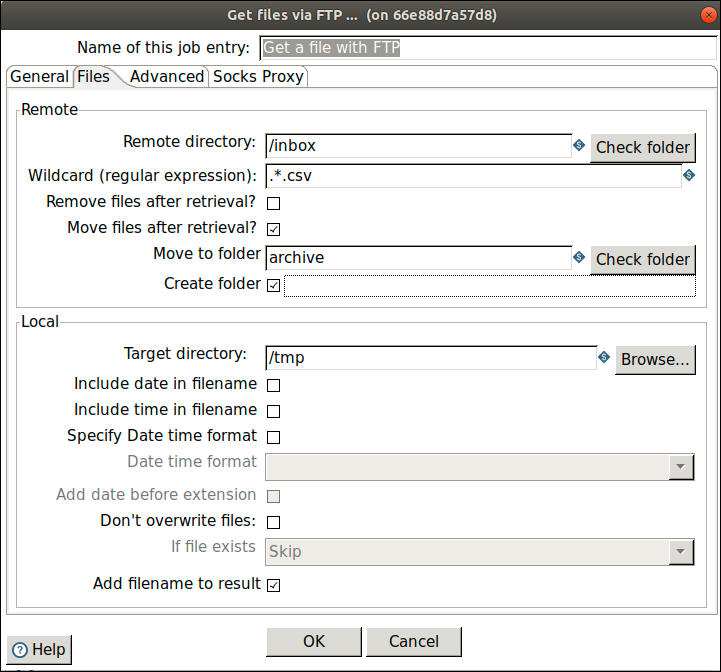 Get files via FTP ... (on 66e88d7a57d8)
Name of this job entry: Get a file with FTP
General Files Advanced Socks Proxy
Remote
Remote directory: /inbox Check folder
Wildcard (regular expression): .*.csv
Remove files after retrieval?
Move files after retrieval?
Move to folder archive Check folder
Create folder
Local
Target directory: /tmp Browse...
Include date in filename
Include time in filename
Specify Date time format
Date time format
Add date before extension
Don't overwrite files:
If file exists Skip
Add filename to result
Help OK Cancel